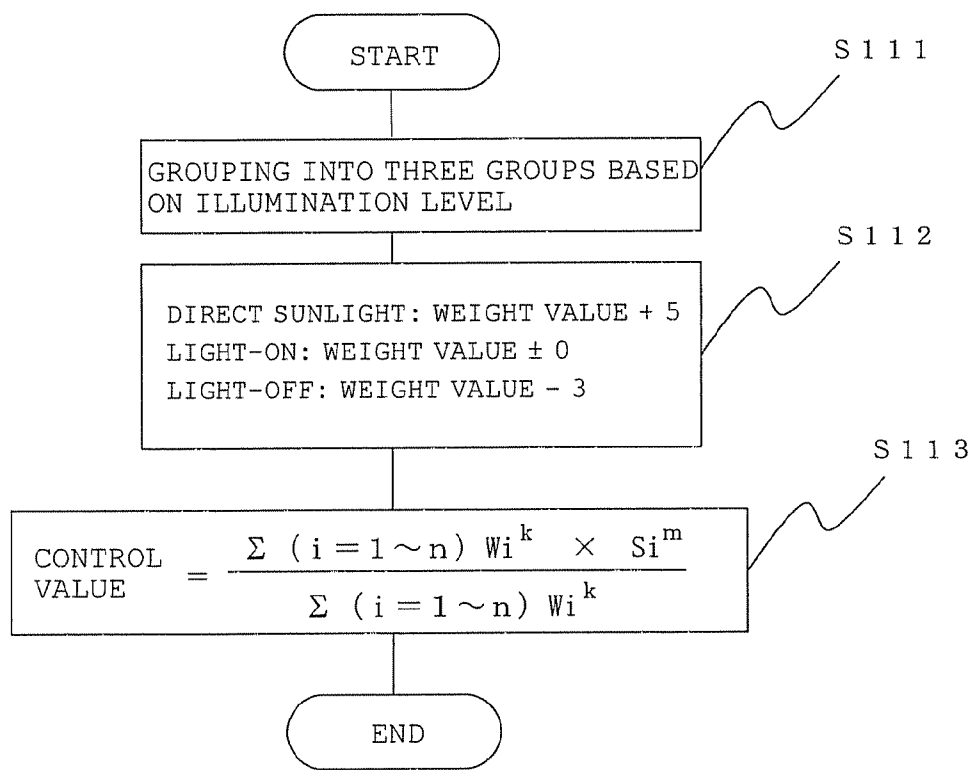 START
S111
GROUPING INTO THREE GROUPS BASED
ON ILLUMINATION LEVEL
S112
DIRECT SUNLIGHT: WEIGHT VALUE + 5
LIGHT-ON: WEIGHT VALUE ± 0
LIGHT-OFF: WEIGHT VALUE − 3
S113
CONTROL
VALUE
=
Σ (i=1~n) Wi^k × Si^m
Σ (i=1~n) Wi^k
END